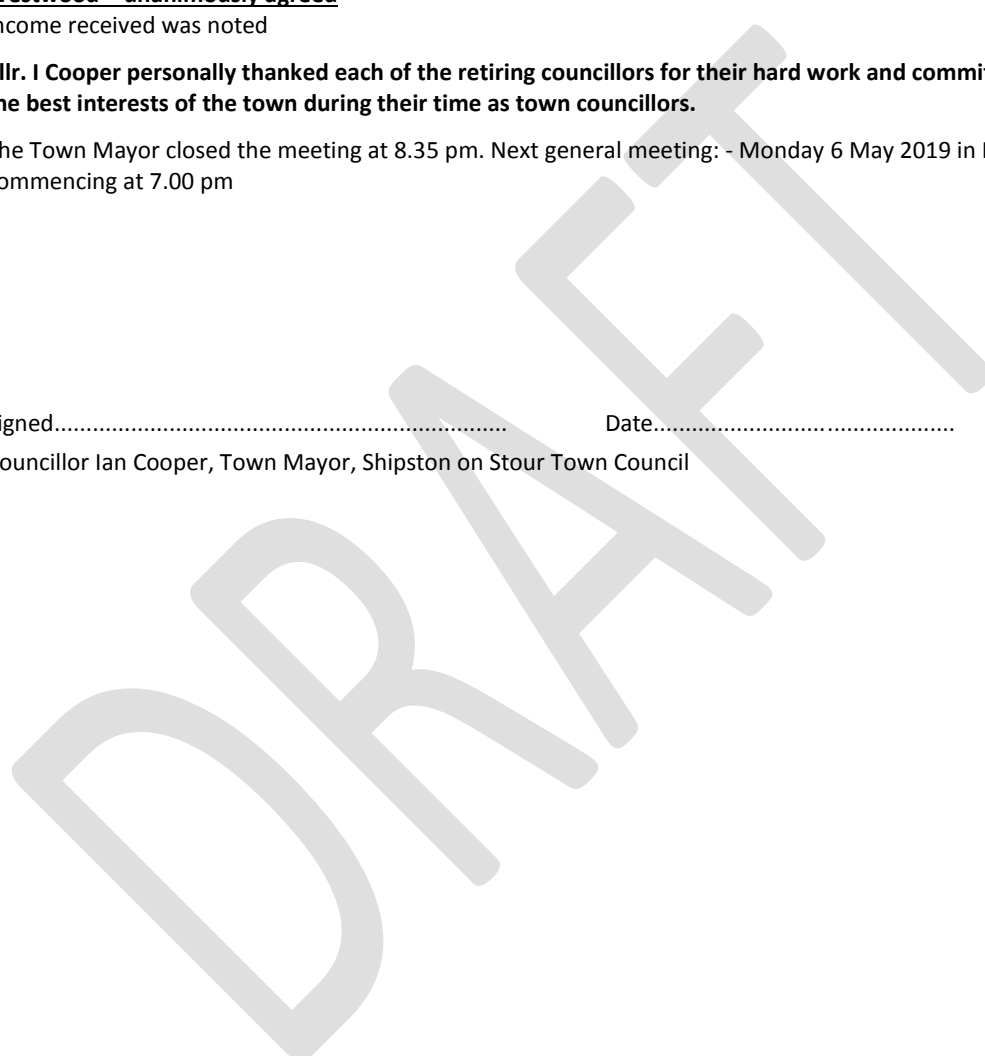 estwood – unanimously agreed
ncome received was noted
llr. I Cooper personally thanked each of the retiring councillors for their hard work and commit
he best interests of the town during their time as town councillors.
he Town Mayor closed the meeting at 8.35 pm. Next general meeting: - Monday 6 May 2019 in
ommencing at 7.00 pm
igned....................................................................... Date...............................................
ouncillor Ian Cooper, Town Mayor, Shipston on Stour Town Council
DRAFT